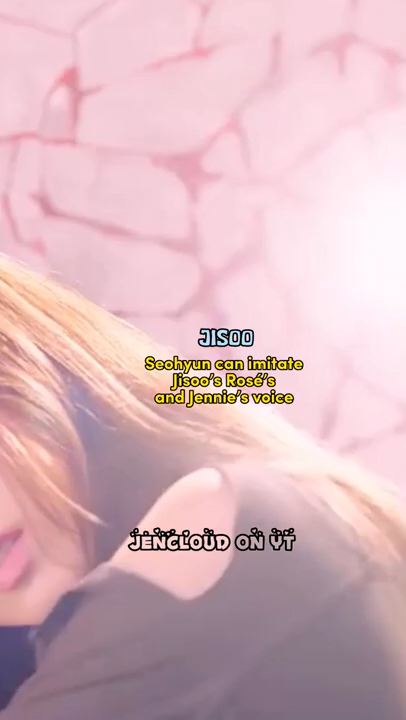 JISOO
Seohyun can imitate
Jisoo's Rosé's
and Jennie's voice
JENCLOUD ON YT